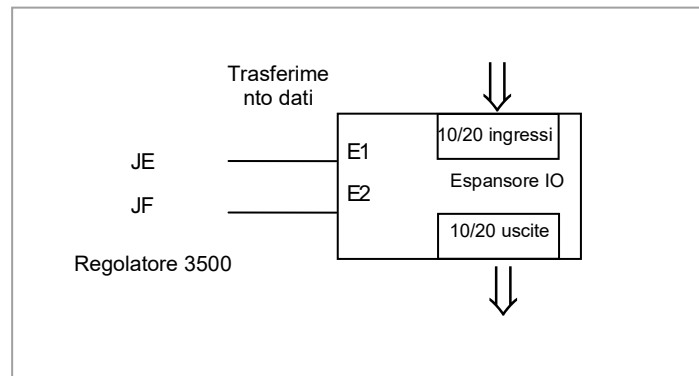 Trasferime
nto dati
10/20 ingressi
E1
JE
Espansore IO
E2
JF
10/20 uscite
Regolatore 3500